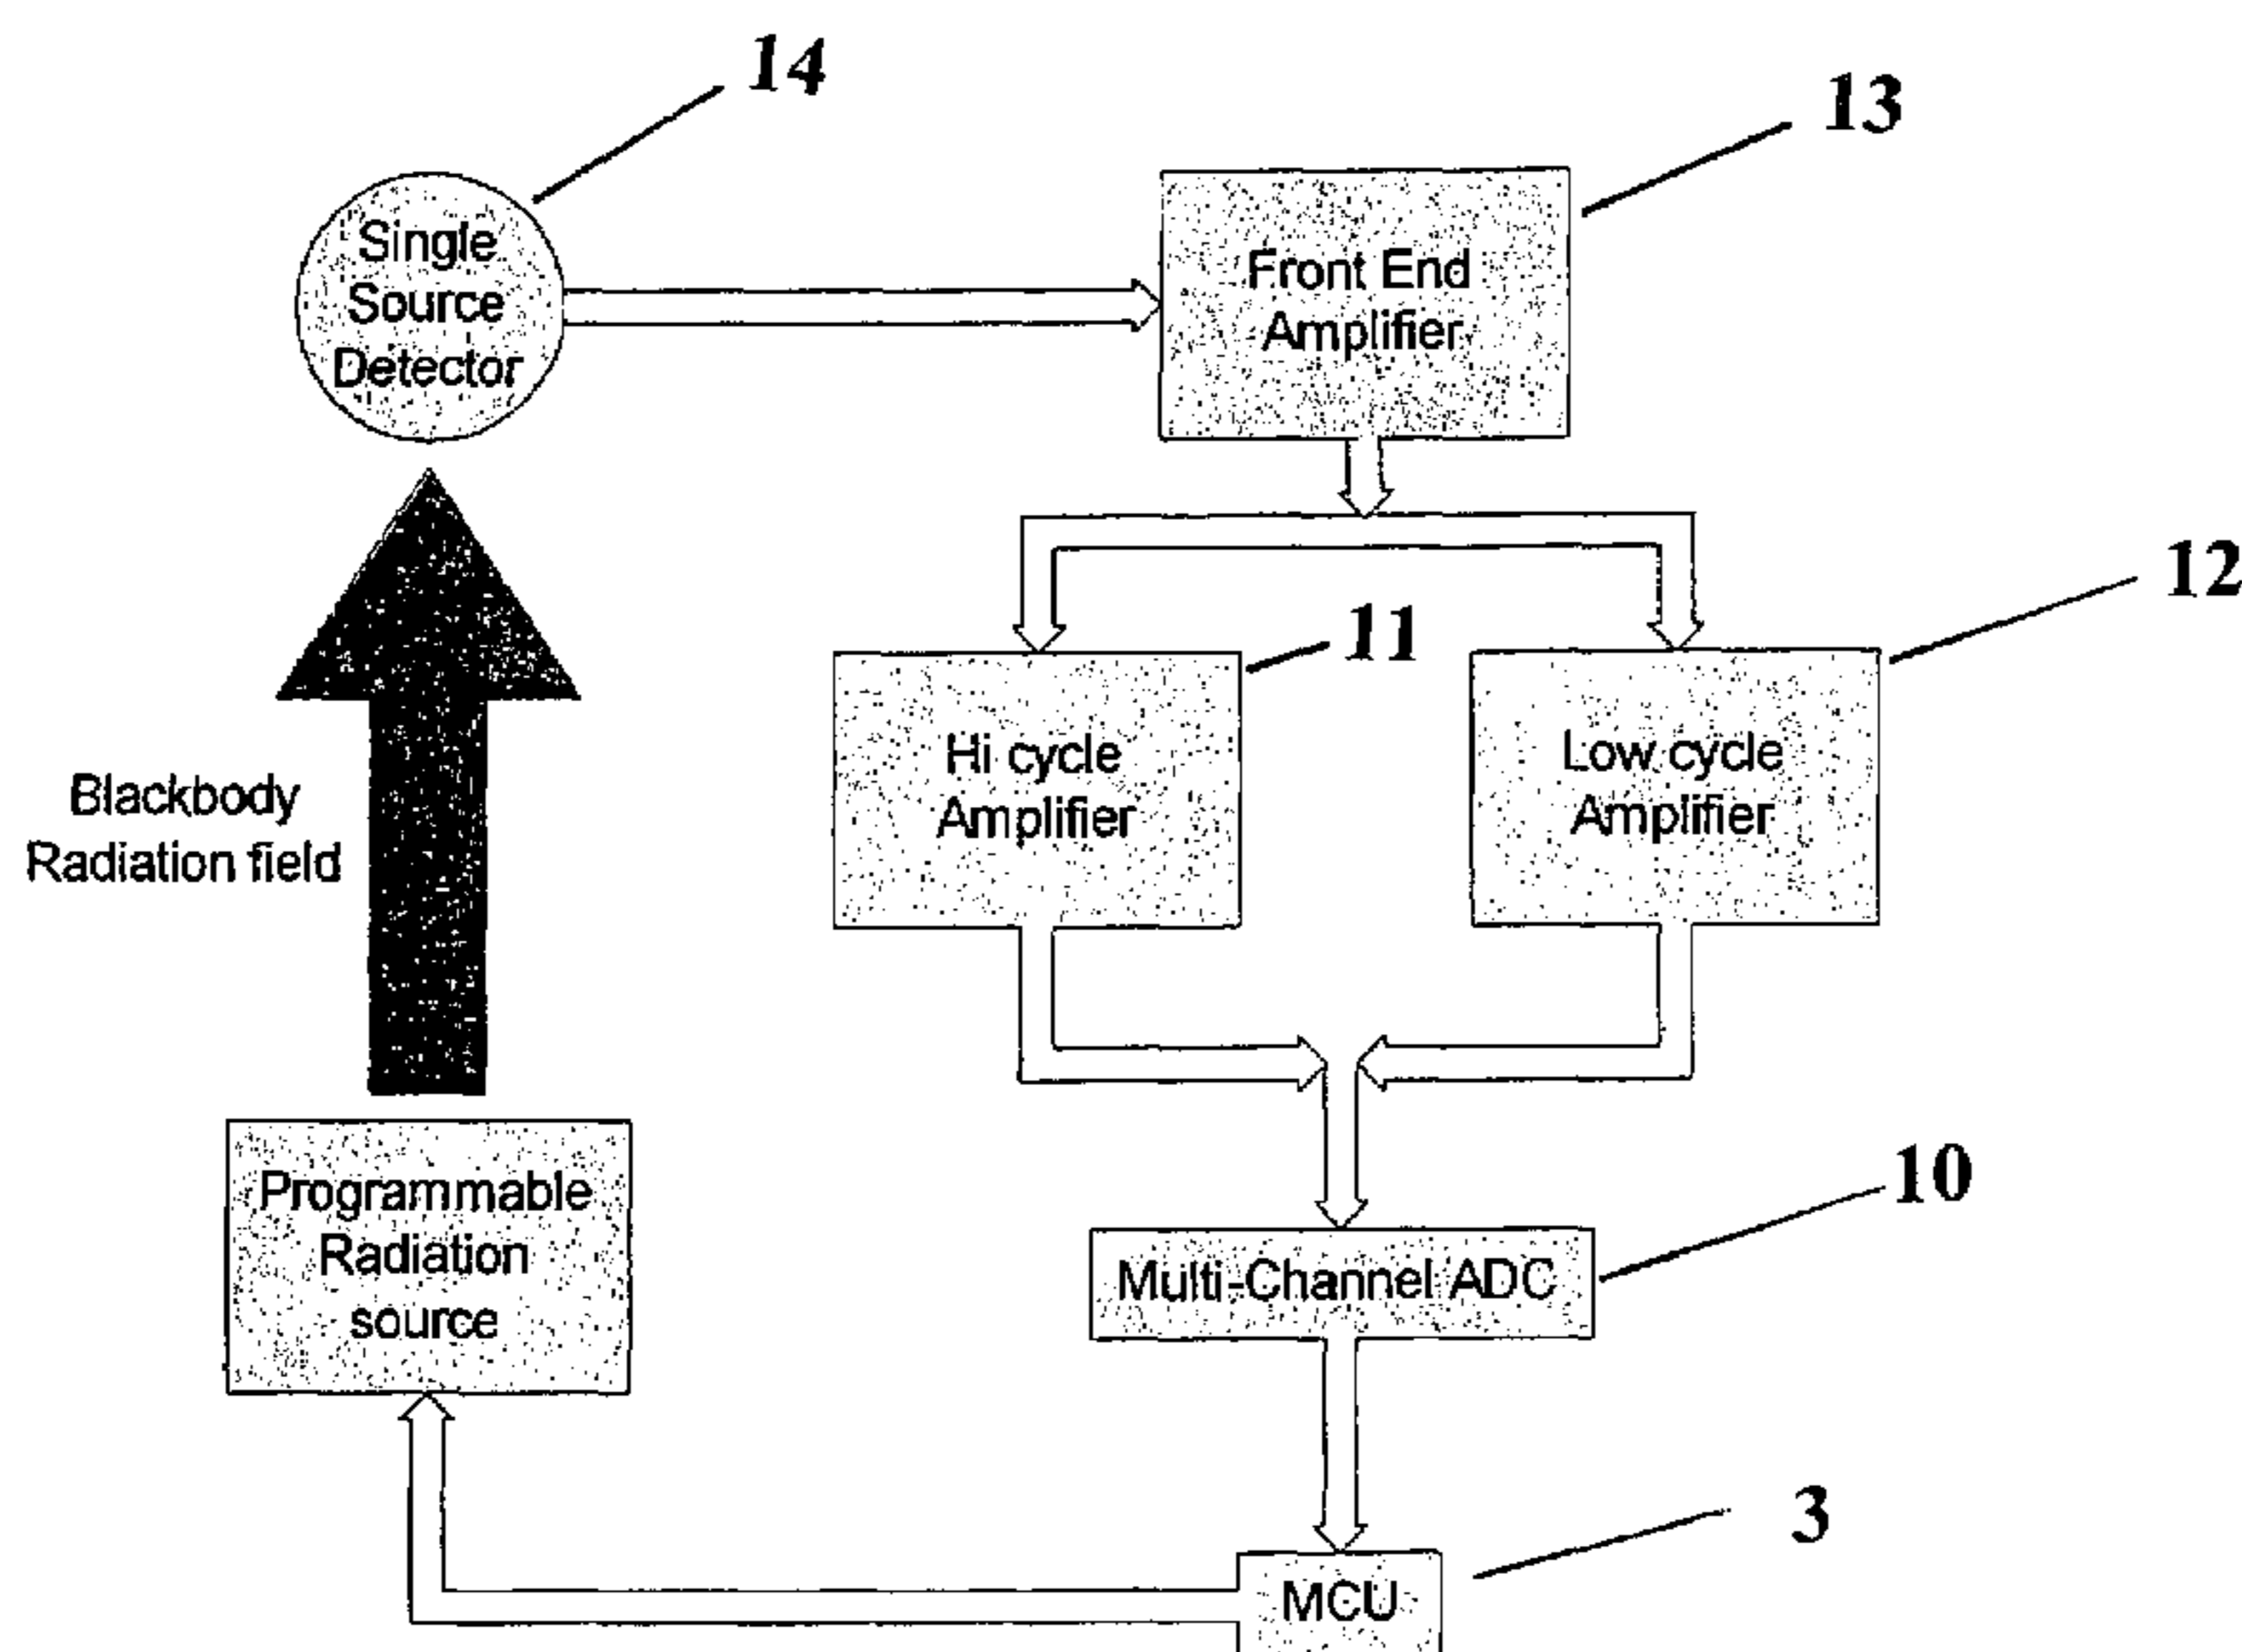 14
13
Single
Source
Detector
Front End
Amplifier
12
11
Hi cycle
Amplifier
Low cycle
Amplifier
Blackbody
Radiation field
10
Programmable
Radiation
source
Multi-Channel ADC
3
MCU